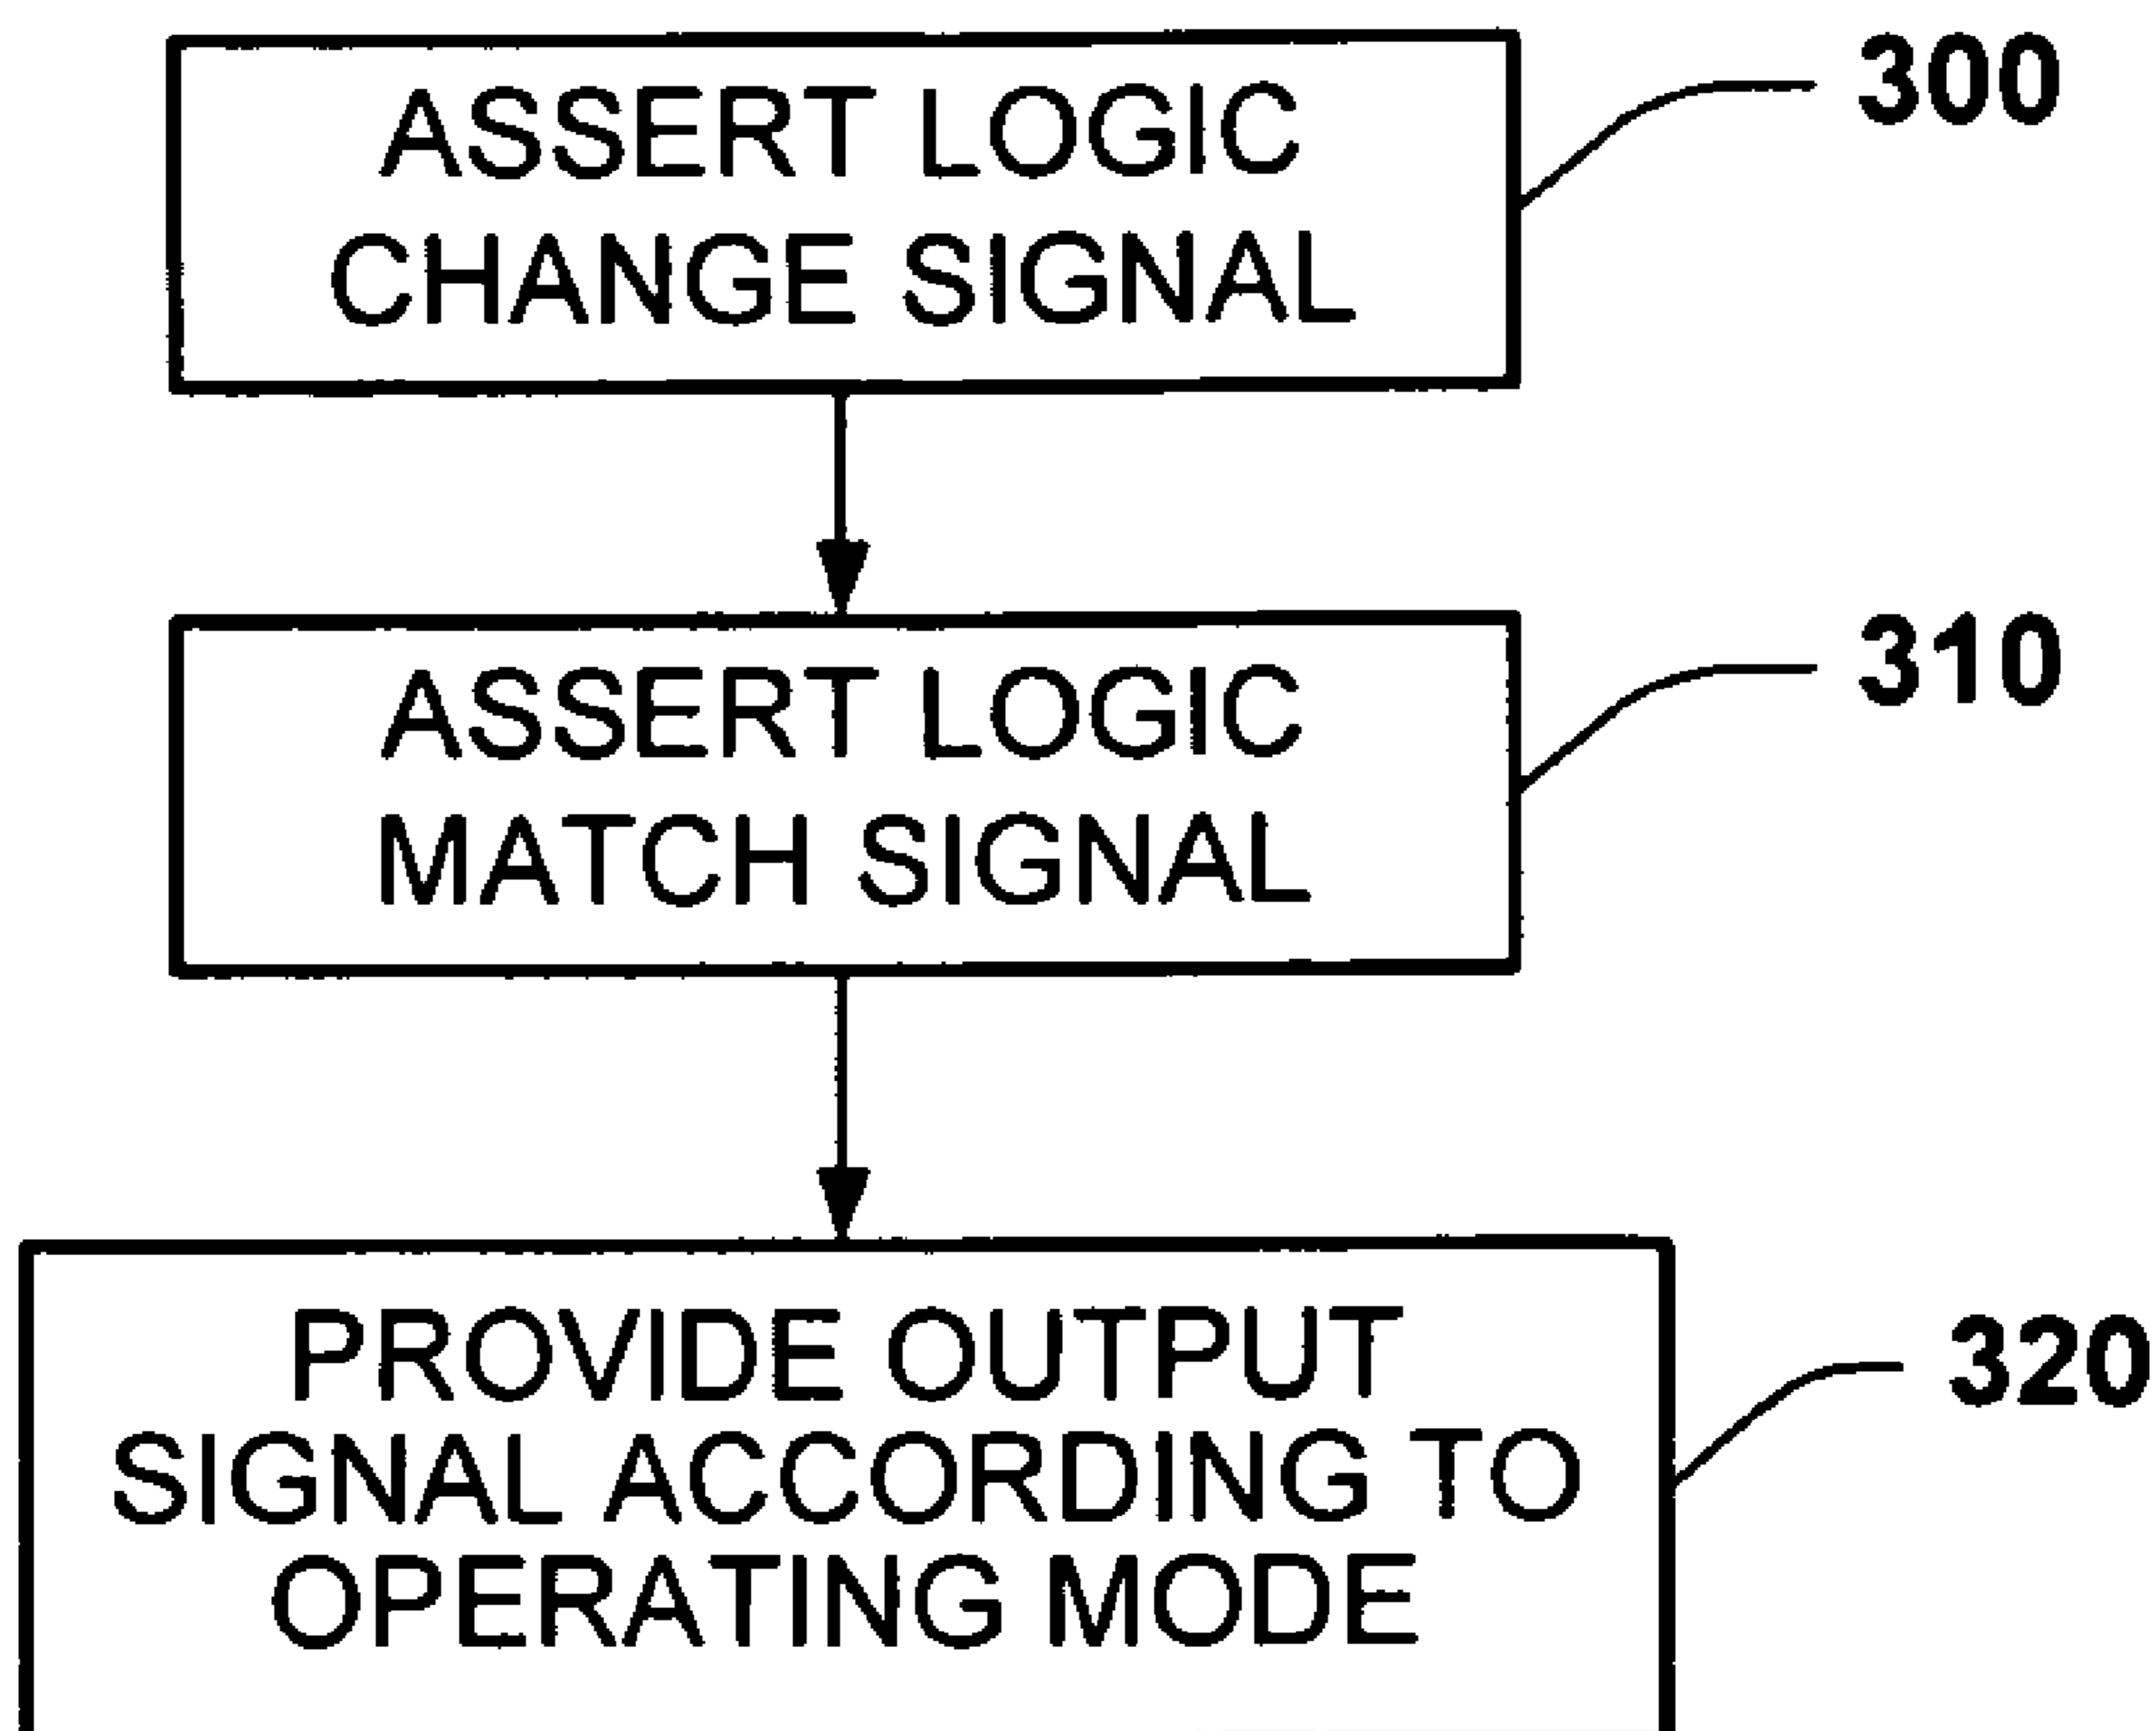 ASSERT LOGIC
CHANGE SIGNAL
300
ASSERT LOGIC
MATCH SIGNAL
310
PROVIDE OUTPUT
SIGNAL ACCORDING TO
OPERATING MODE
320